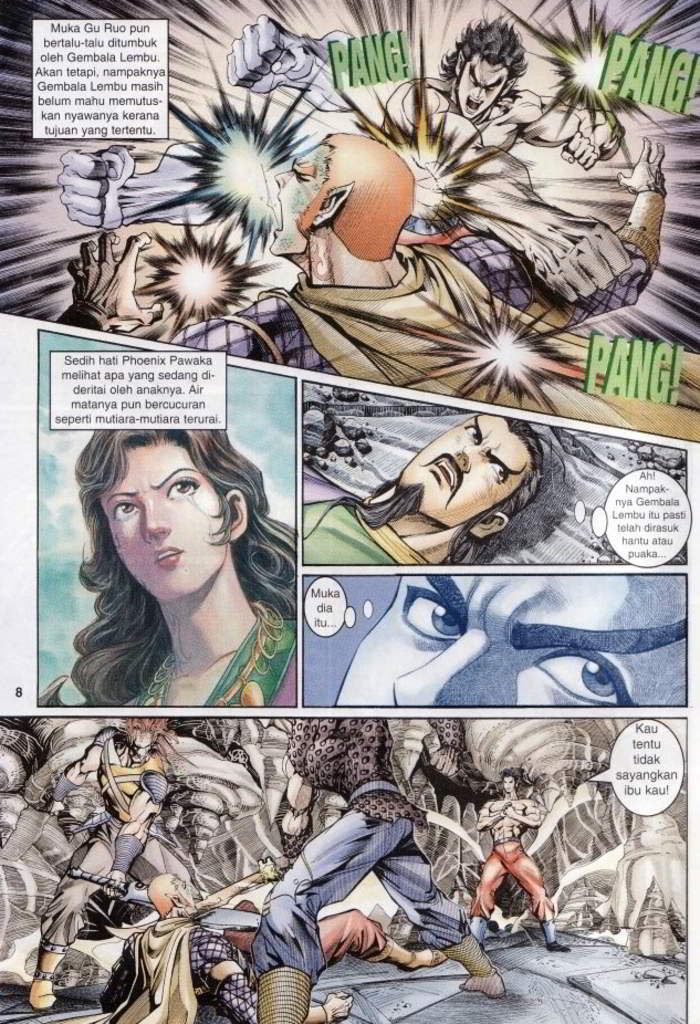 Muka Gu Ruo pun
bertalu-talu ditumbuk
oleh Gembala Lembu.
Akan tetapi, nampaknya
Gembala Lembu masih
belum mahu memutus-
kan nyawanya kerana
tujuan yang tertentu.
PANG!
PANG!
PANG!
Sedih hati Phoenix Pawaka
melihat apa yang sedang di-
deritai oleh anaknya. Air
matanya pun bercucuran
seperti mutiara-mutiara terurai.
Ah!
Nampak-
nya Gembala
Lembu itu pasti
telah dirasuk
hantu atau
puaka...
Muka
dia
itu...
8
Kau
tentu
tidak
sayangkan
ibu kau!